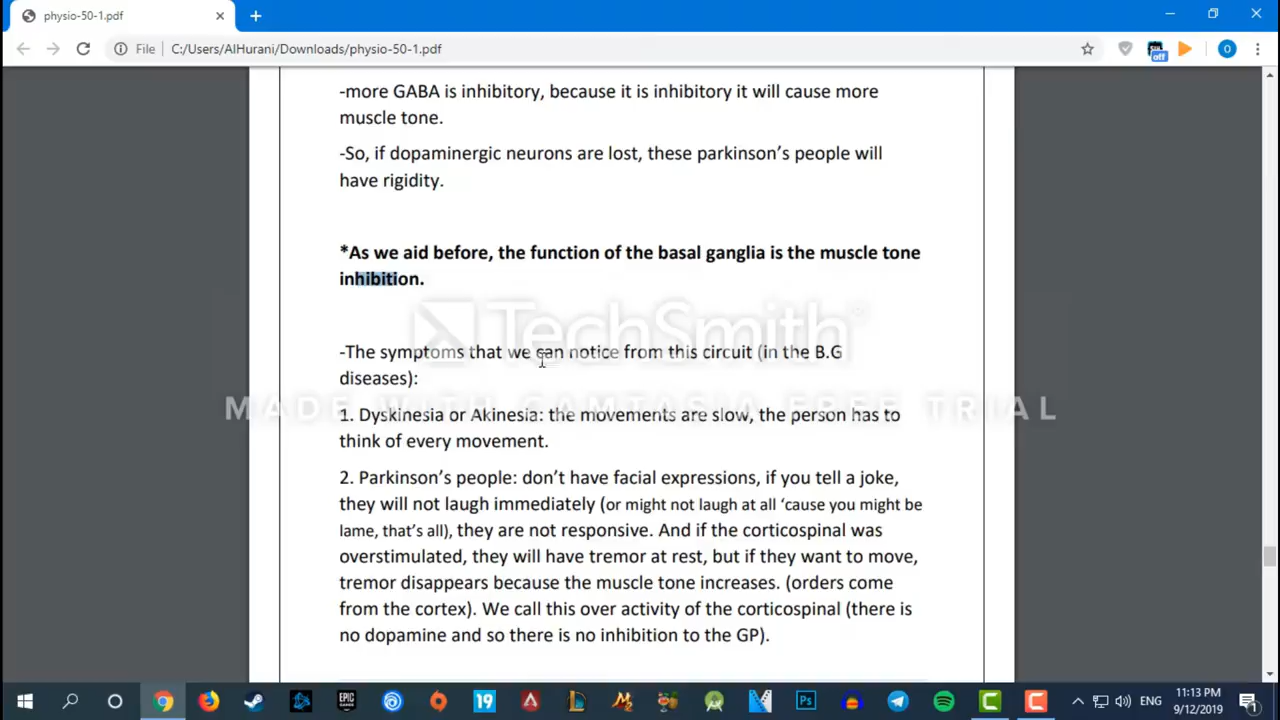 physio-50-1.pdf
File C:/Users/AlHurani/Downloads/physio-50-1.pdf
off
O
-more GABA is inhibitory, because it is inhibitory it will cause more
muscle tone.
-So, if dopaminergic neurons are lost, these parkinson's people will
have rigidity.
*As we aid before, the function of the basal ganglia is the muscle tone
inhibition.
TechSmith®
-The symptoms that we can notice from this circuit (in the B.G
diseases):
MADE WITH CAMTASIA FREE TRIAL
1. Dyskinesia or Akinesia: the movements are slow, the person has to
think of every movement.
2. Parkinson's people: don't have facial expressions, if you tell a joke,
they will not laugh immediately (or might not laugh at all ‘cause you might be
lame, that's all), they are not responsive. And if the corticospinal was
overstimulated, they will have tremor at rest, but if they want to move,
tremor disappears because the muscle tone increases. (orders come
from the cortex). We call this over activity of the corticospinal (there is
no dopamine and so there is no inhibition to the GP).
EPIC GAMES
19
Ps
ENG
11:13 PM
9/12/2019
1